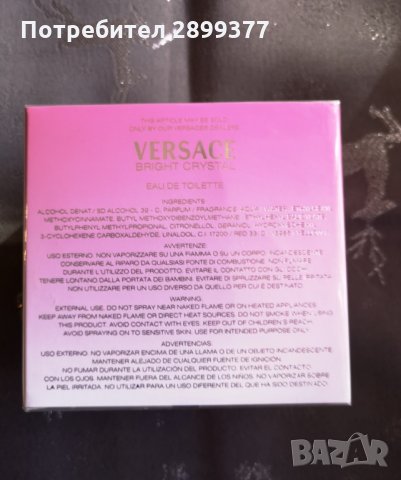 Потребител 2899377
THIS ARTICLE MAY BE SOLD
ONLY BY OUR VERSACE DEALERS
VERSACE
BRIGHT CRYSTAL
EAU DE TOILETTE
INGREDIENTS
ALCOHOL DENAT/ SD ALCOHOL 39 - C, PARFUM / FRAGRANCE AQUA
METHOXYCINNAMATE, BUTYL METHOXYDIBENZOYLMETHANE
BUTYLPHENYL METHYLPROPIONAL, CITRONELLOL, GERANIOL
3-CYCLOHEXENE CARBOXALDEHYDE, LINALOOL, C.I. 17200 / RED 33
AVVERTENZE:
USO ESTERNO. NON VAPORIZZARE SU UNA FIAMMA O SU UN CORPO INCANDESCENTE
CONSERVARE AL RIPARO DA QUALSIASI FONTE DI COMBUSTIONE. NON FUMARE
DURANTE L'UTILIZZO DEL PRODOTTO. EVITARE IL CONTATTO CON GLI OCCHI
TENERE LONTANO DALLA PORTATA DEI BAMBINI. EVITARE DI SPRUZZARE SU PELLE IRRITATA
NON UTILIZZARE PER UN USO DIVERSO DA QUELLO PER CUI È DESTINATO.
WARNING
EXTERNAL USE. DO NOT SPRAY NEAR NAKED FLAME OR ON HEATED APPLIANCES.
KEEP AWAY FROM NAKED FLAME OR DIRECT HEAT SOURCES. DO NOT SMOKE WHEN USING
THIS PRODUCT. AVOID CONTACT WITH EYES. KEEP OUT OF CHILDREN'S REACH.
AVOID SPRAYING ON TO SENSITIVE SKIN. USE FOR INTENDED PURPOSE ONLY
ADVERTENCIAS
USO EXTERNO. NO VAPORIZAR ENCIMA DE UNA LLAMA O DE UN OBJETO INCANDESCENTE.
MANTENER ALEJADO DE CUALQUIER FUENTE DE IGNICIÓN.
NO FUMAR DURANTE LA UTILIZACIÓN DEL PRODUCTO. EVITAR EL CONTACTO
CON LOS OJOS. MANTENER FUERA DEL ALCANCE DE LOS NIÑOS. NO VAPORIZAR SOBRE
LA PIEL IRRITADA. NO UTILIZAR PARA UN USO DIFERENTE DEL QUE HA SIDO DESTINADO.
BAZAR